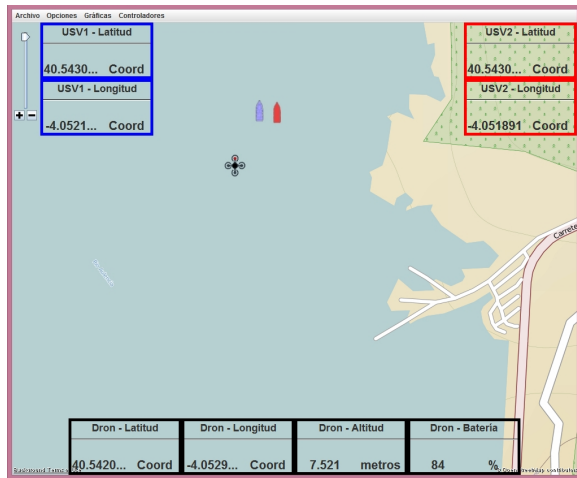 Archivo Opciones Gráficas Controladores
USV1 - Latitud
40.5430... Coord
USV1 - Longitud
-4.0521... Coord
USV2 - Latitud
40.5430... Coord
USV2 - Longitud
-4.051891 Coord
Carrete
Dron - Latitud
40.5420... Coord
Dron - Longitud
-4.0529... Coord
Dron - Altitud
7.521 metros
Dron - Bateria
84 %